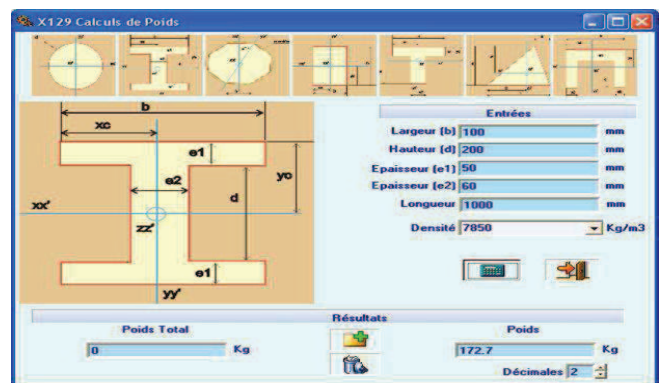 X129 Calculs de Poids
b
xc
e1
yc
e2
d
xx'
zz'
e1
yy'
Entrées
Largeur (b) 100 mm
Hauteur (d) 200 mm
Epaisseur (e1) 50 mm
Epaisseur (e2) 60 mm
Longueur 1000 mm
Densité 7850 Kg/m3
Résultats
Poids Total
0 Kg
Poids
172.7 Kg
Décimales 2